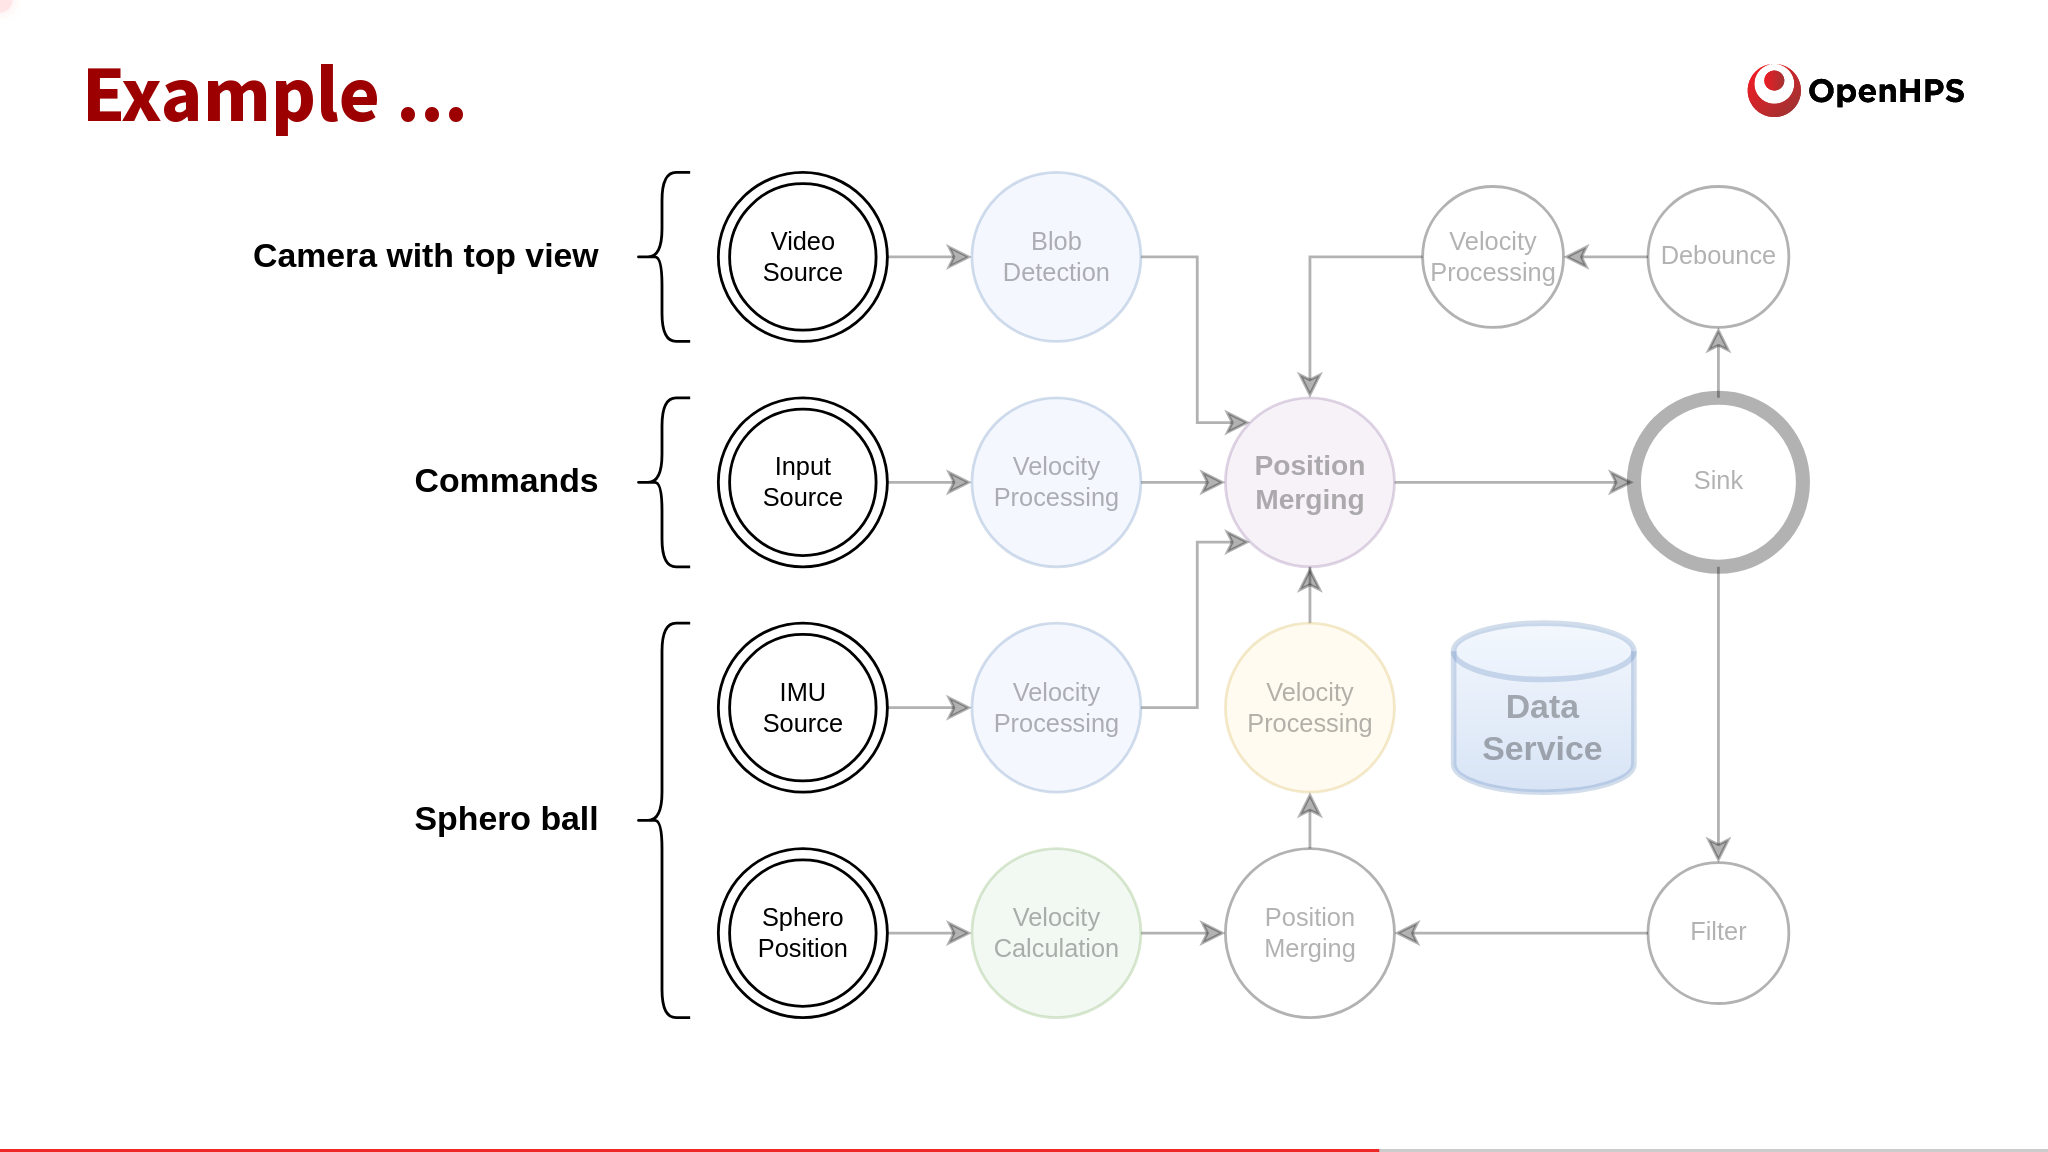 Example ...
OpenHPS
Camera with top view
Video
Source
Blob
Detection
Velocity
Processing
Debounce
Commands
Input
Source
Velocity
Processing
Position
Merging
Sink
Sphero ball
IMU
Source
Velocity
Processing
Velocity
Processing
Data
Service
Sphero
Position
Velocity
Calculation
Position
Merging
Filter